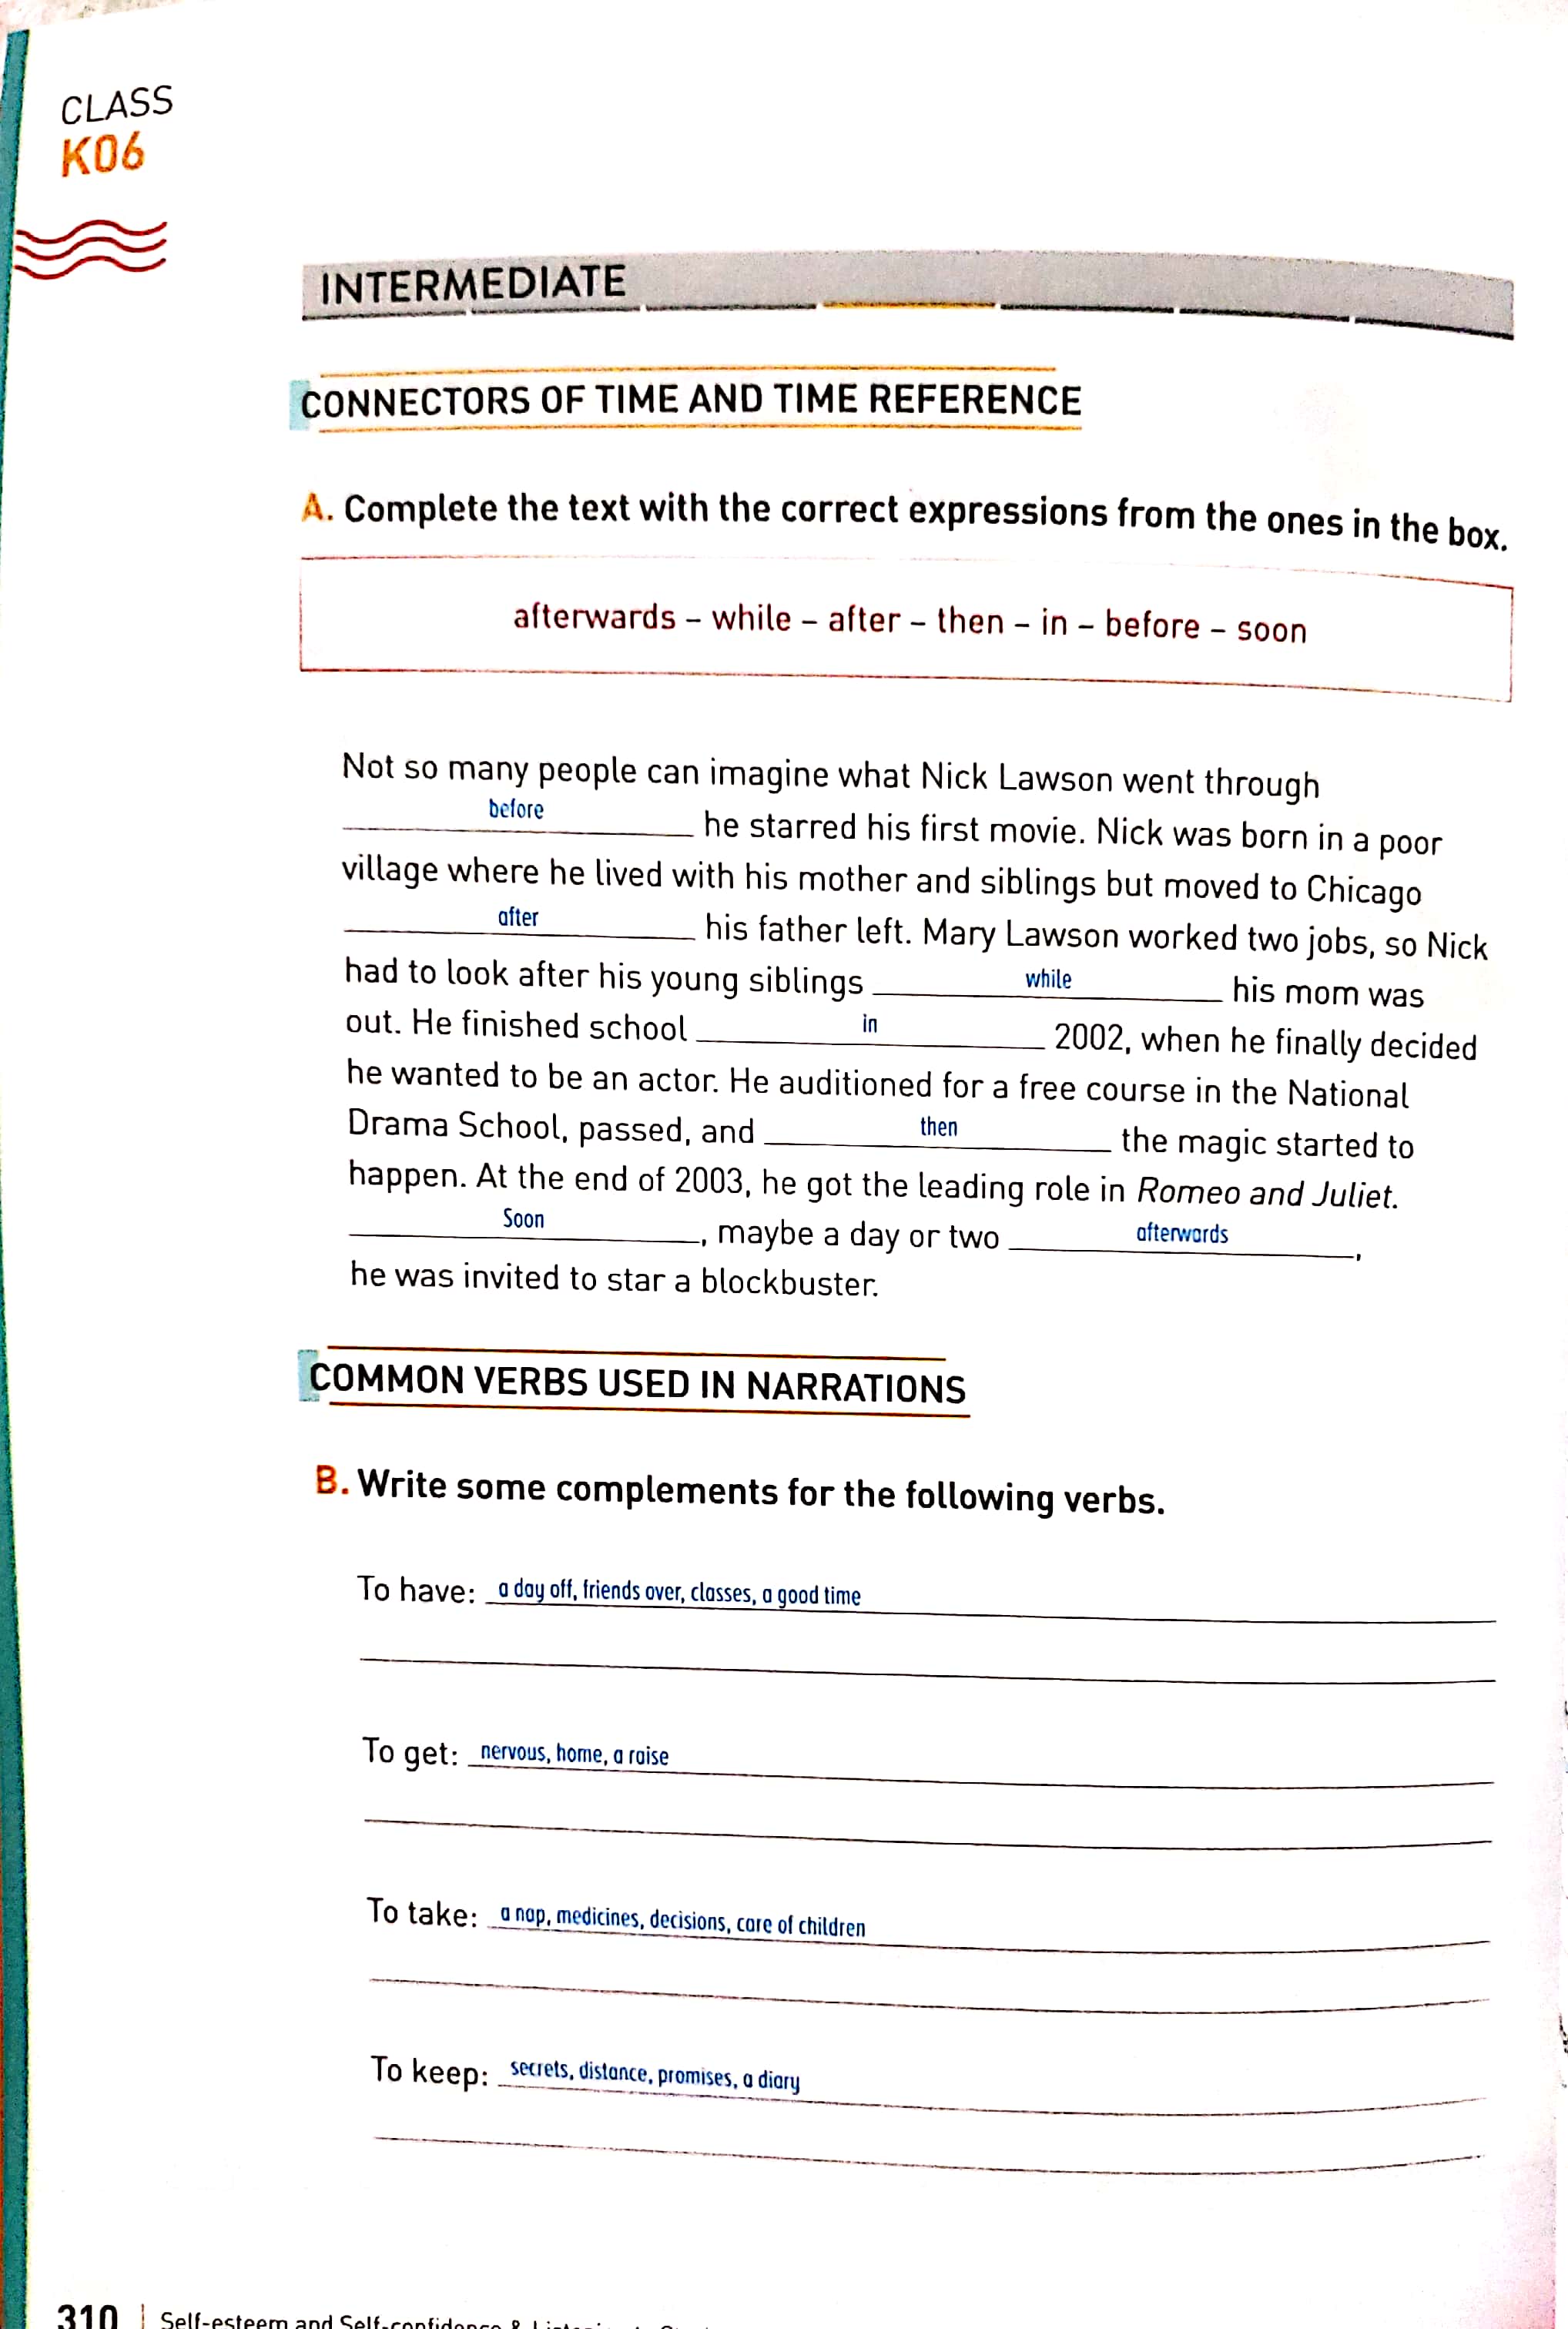 CLASS
K06
INTERMEDIATE
CONNECTORS OF TIME AND TIME REFERENCE
A. Complete the text with the correct expressions from the ones in the box.
afterwards – while – after – then – in – before – soon
Not so many people can imagine what Nick Lawson went through
before he starred his first movie. Nick was born in a poor
village where he lived with his mother and siblings but moved to Chicago
after his father left. Mary Lawson worked two jobs, so Nick
had to look after his young siblings while his mom was
out. He finished school in 2002, when he finally decided
he wanted to be an actor. He auditioned for a free course in the National
Drama School, passed, and then the magic started to
happen. At the end of 2003, he got the leading role in Romeo and Juliet.
Soon, maybe a day or two afterwards,
he was invited to star a blockbuster.
COMMON VERBS USED IN NARRATIONS
B. Write some complements for the following verbs.
To have: a day off, friends over, classes, a good time
To get: nervous, home, a raise
To take: a nap, medicines, decisions, care of children
To keep: secrets, distance, promises, a diary
310 | Self-esteem and Self-confidence &